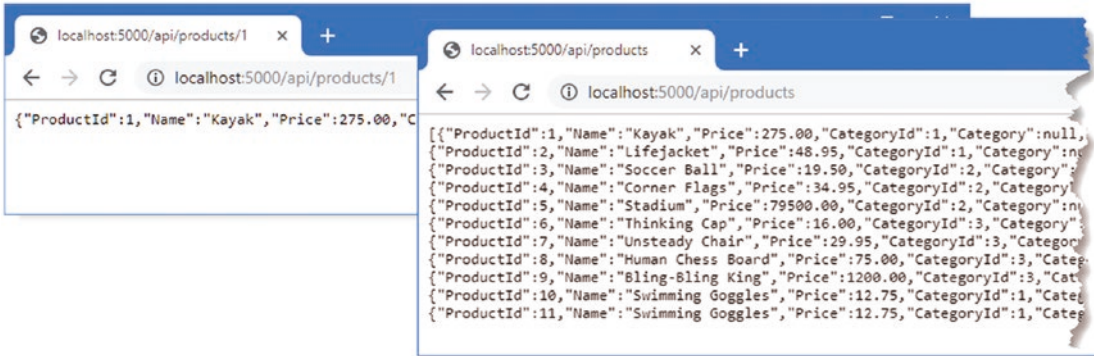 localhost:5000/api/products/1
localhost:5000/api/products/1
{"ProductId":1,"Name":"Kayak","Price":275.00,
localhost:5000/api/products
localhost:5000/api/products
[{"ProductId":1,"Name":"Kayak","Price":275.00,"CategoryId":1,"Category":null,
{"ProductId":2,"Name":"Lifejacket","Price":48.95,"CategoryId":1,"Category":
{"ProductId":3,"Name":"Soccer Ball","Price":19.50,"CategoryId":2,"Category":
{"ProductId":4,"Name":"Corner Flags","Price":34.95,"CategoryId":2,"Category
{"ProductId":5,"Name":"Stadium","Price":79500.00,"CategoryId":2,"Category":
{"ProductId":6,"Name":"Thinking Cap","Price":16.00,"CategoryId":3,"Category"
{"ProductId":7,"Name":"Unsteady Chair","Price":29.95,"CategoryId":3,
{"ProductId":8,"Name":"Human Chess Board","Price":75.00,"CategoryId":3,
{"ProductId":9,"Name":"Bling-Bling King","Price":1200.00,"CategoryId":3,
{"ProductId":10,"Name":"Swimming Goggles","Price":12.75,"CategoryId":1,
{"ProductId":11,"Name":"Swimming Goggles","Price":12.75,"CategoryId":1,